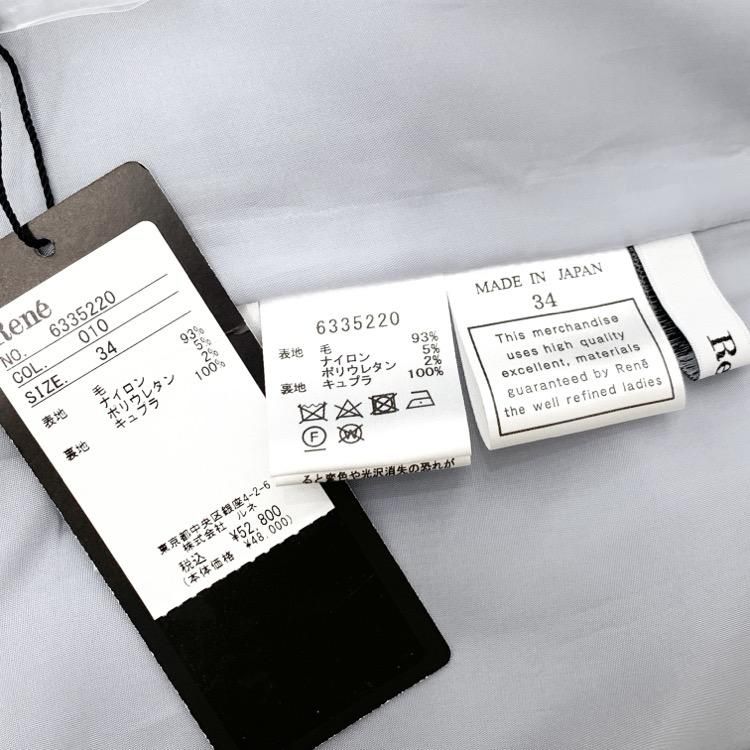 René
NO. 6335220
COL. 010
SIZE. 34
表地 毛 93%
ナイロン 5%
ポリウレタン 2%
裏地 キュプラ 100%
東京都中央区銀座4-2-6
株式会社 ルネ
税込 ¥52,800
(本体価格 ¥48,000)
6335220
表地 毛 93%
ナイロン 5%
ポリウレタン 2%
裏地 キュプラ 100%
F
W
ると変色や光沢消失の恐れが
MADE IN JAPAN
34
This merchandise
uses high quality
excellent, materials
guaranteed by René
the well refined ladies
Re